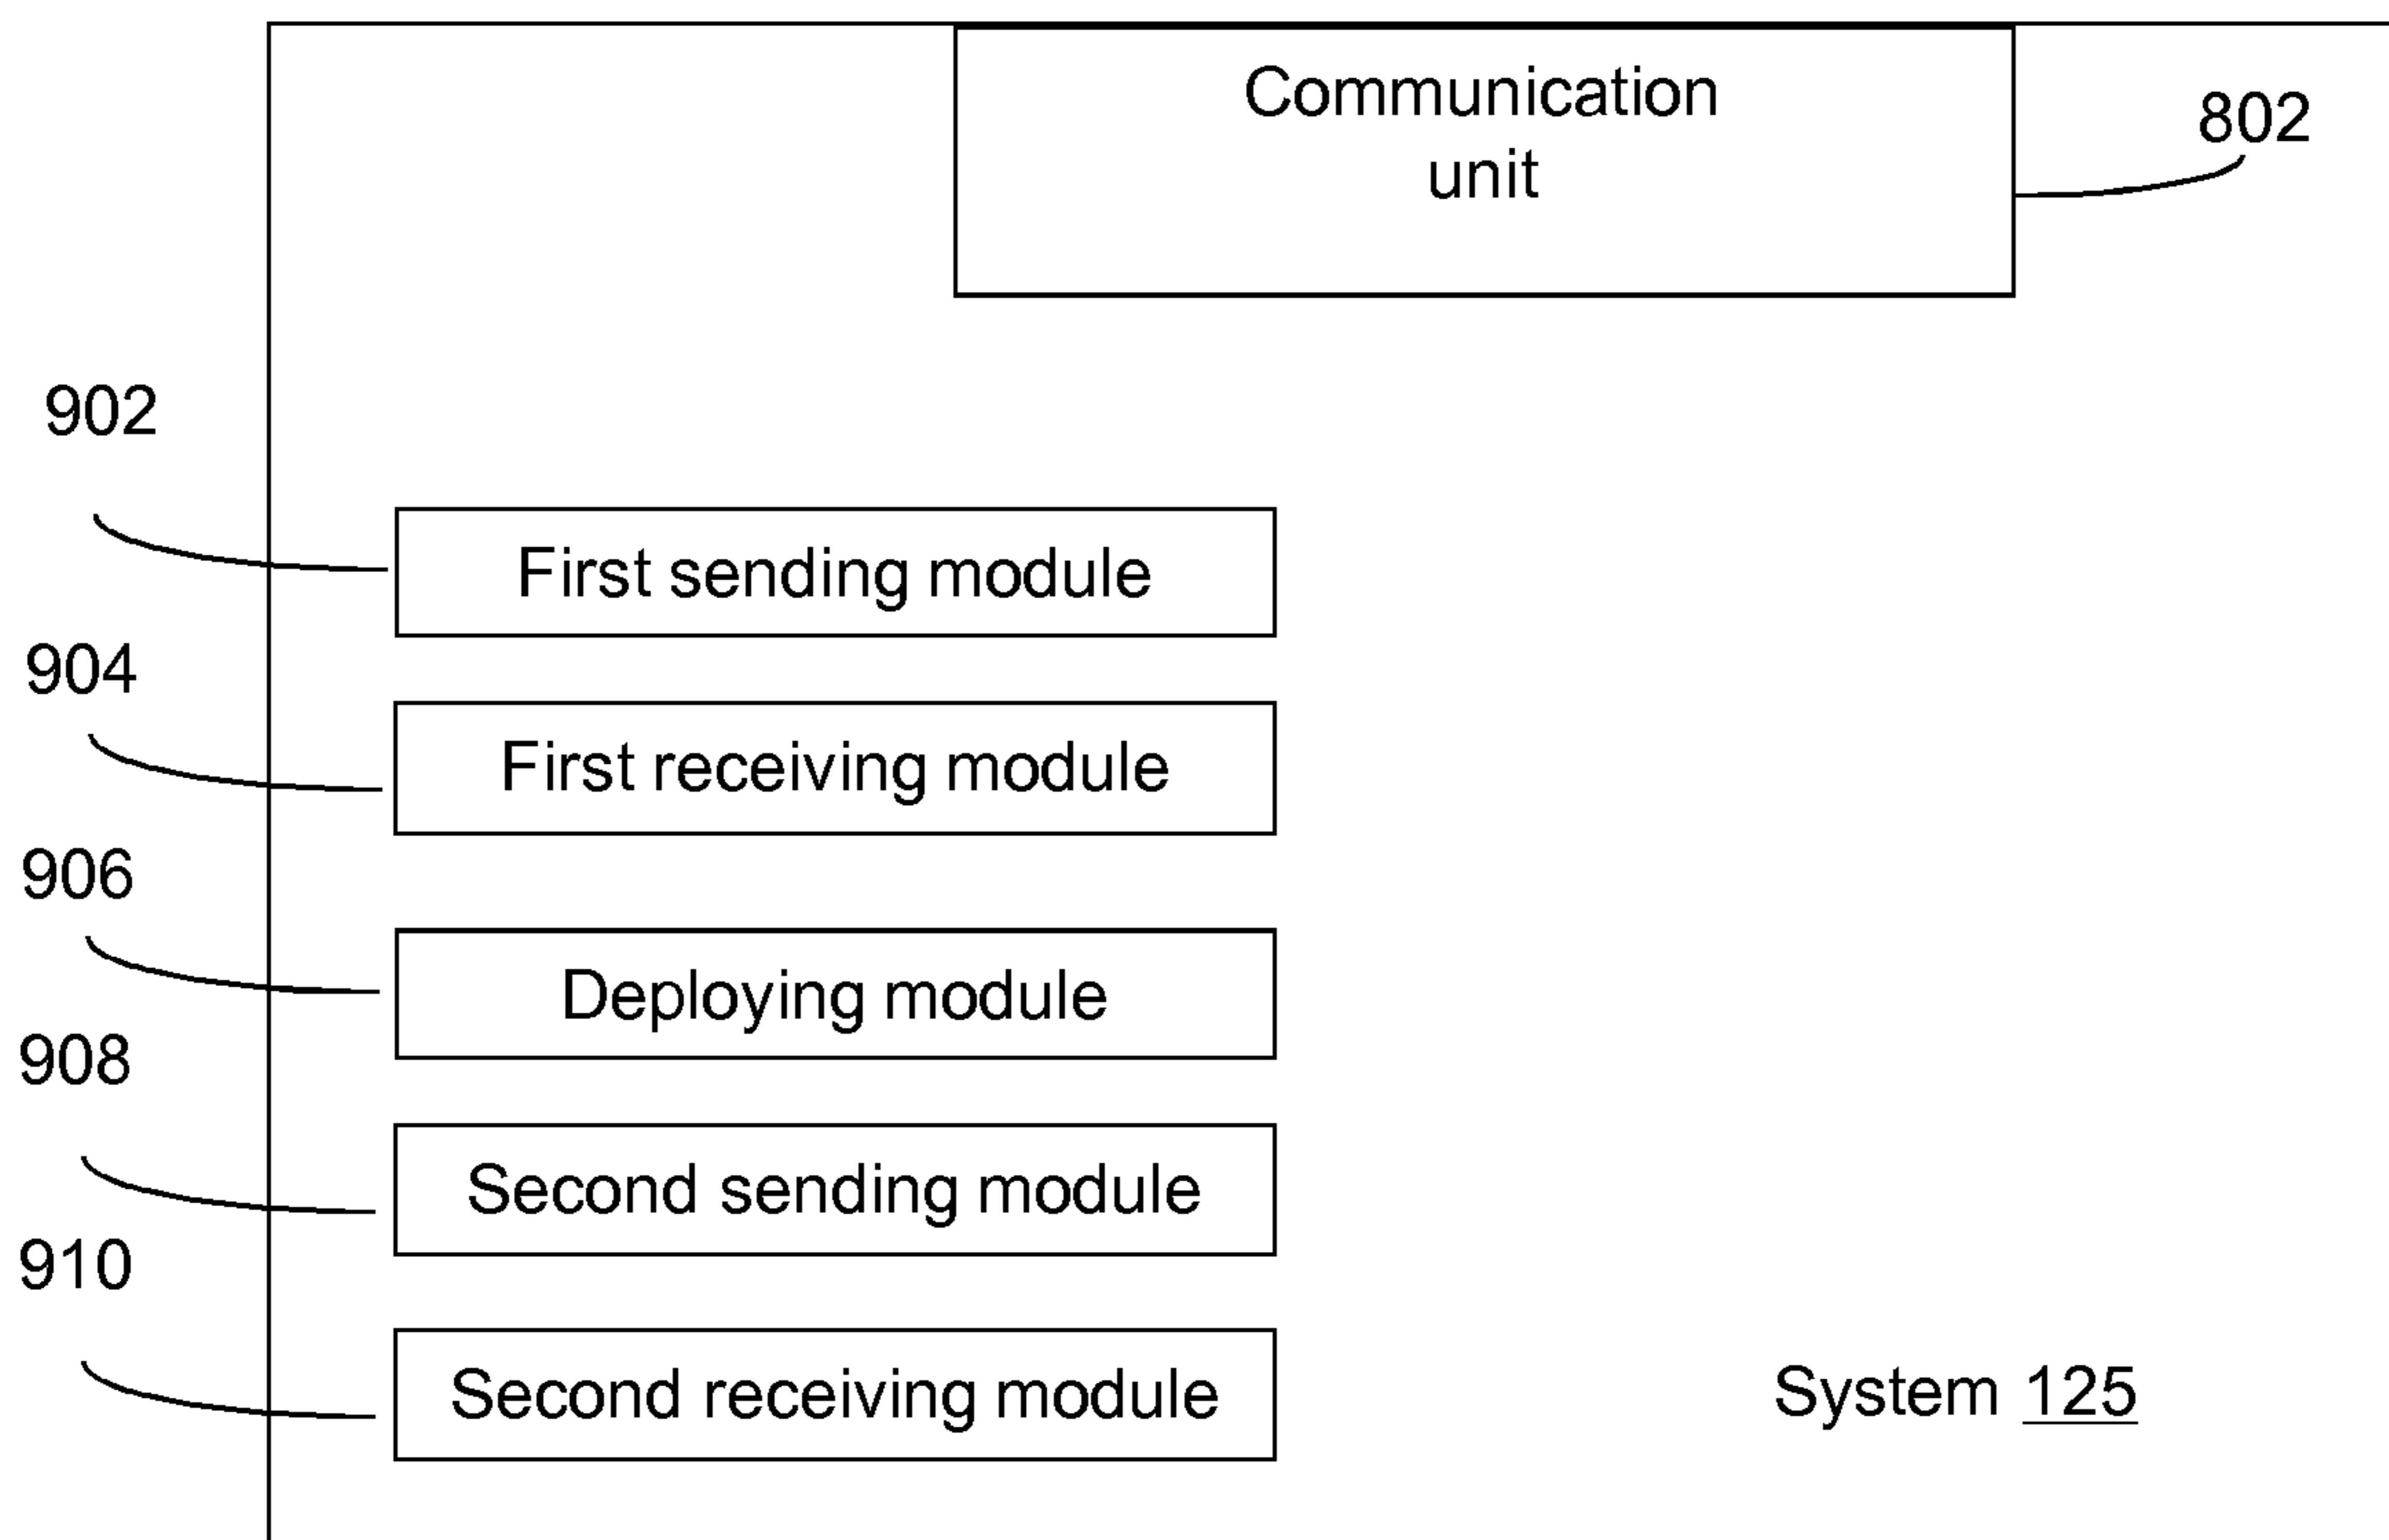 Communication
unit
802
902
First sending module
904
First receiving module
906
Deploying module
908
Second sending module
910
Second receiving module
System 125